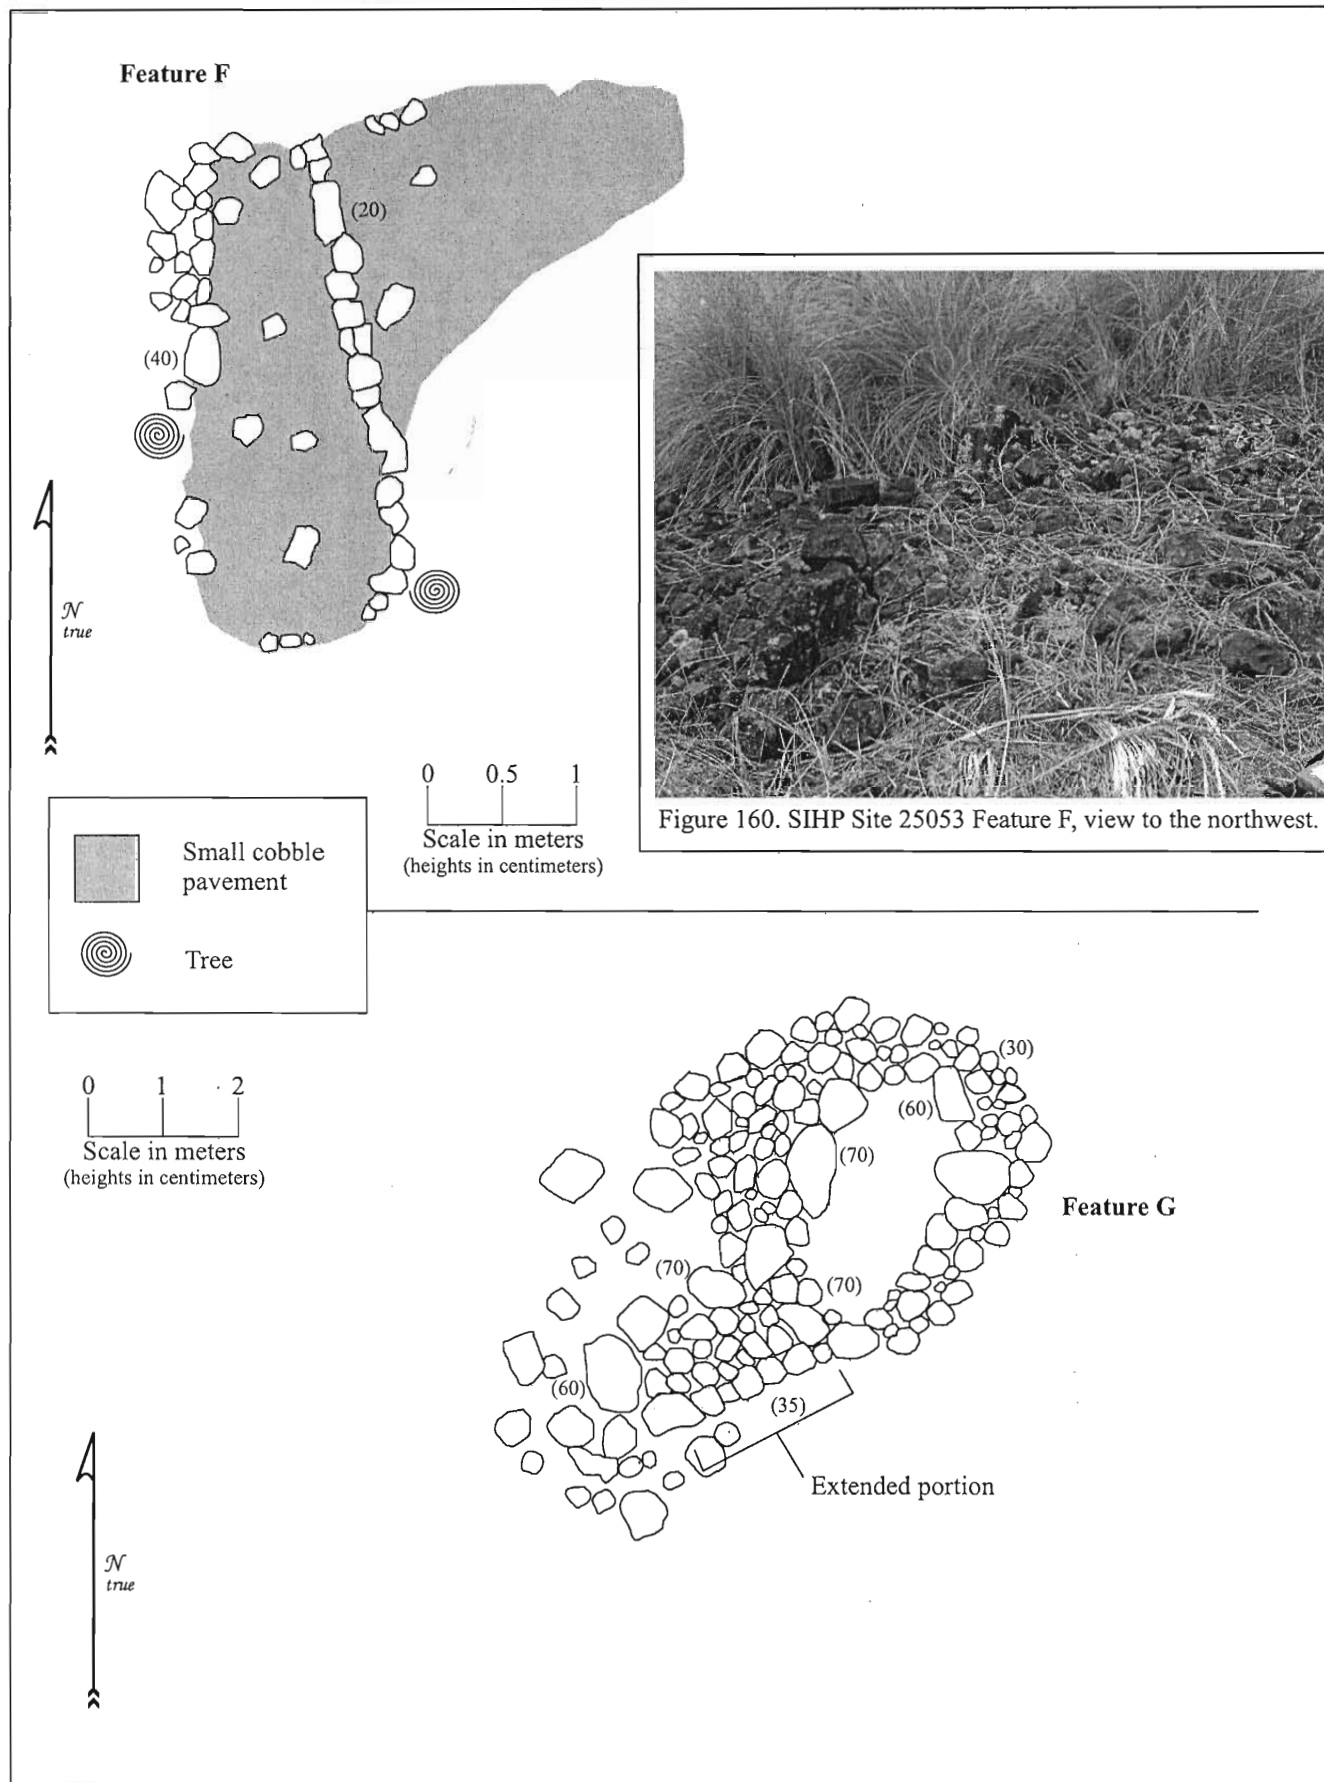 Feature F
(20)
(40)
N
true
0 0.5 1
Scale in meters
(heights in centimeters)
Figure 160. SIHP Site 25053 Feature F, view to the northwest.
Small cobble
pavement
Tree
0 1 2
Scale in meters
(heights in centimeters)
(30)
(60)
(70)
Feature G
(70)
(70)
(60)
(35)
Extended portion
N
true